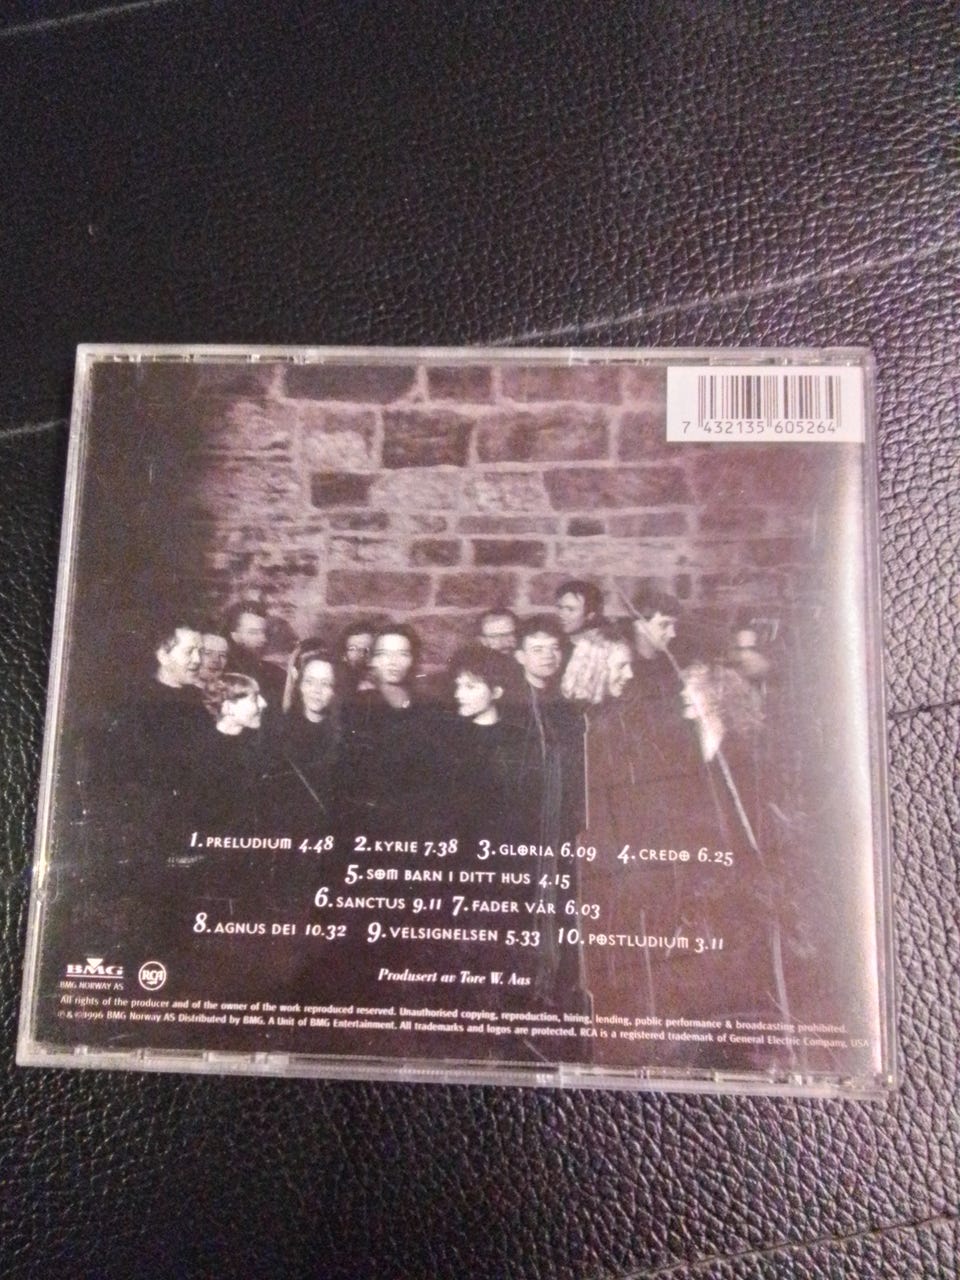 7 432135 605264
1. PRELUDIUM 4.48 2. KYRIE 7.38 3. GLORIA 6.09 4. CREDO 6.25
5. SOM BARN I DITT HUS 4.15
6. SANCTUS 9.11 7. FADER VÅR 6.03
8. AGNUS DEI 10.32 9. VELSIGNELSEN 5.33 10. POSTLUDIUM 3.11
Produsert av Tore W. Aas
BMG RCA
BMG NORWAY AS
All rights of the producer and of the owner of the work reproduced reserved. Unauthorised copying, reproduction, hiring, lending, public performance & broadcasting prohibited.
℗ & © 1996 BMG Norway AS Distributed by BMG. A Unit of BMG Entertainment. All trademarks and logos are protected. RCA is a registered trademark of General Electric Company, USA